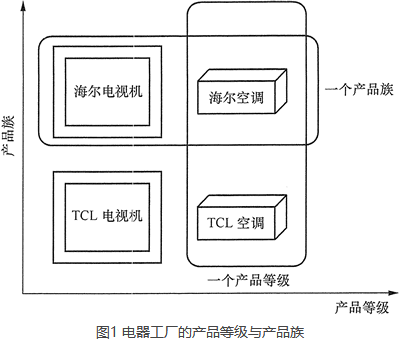 海尔电视机
海尔空调
一个产品族
产品族
TCL 电视机
TCL 空调
一个产品等级
产品等级
图1 电器工厂的产品等级与产品族